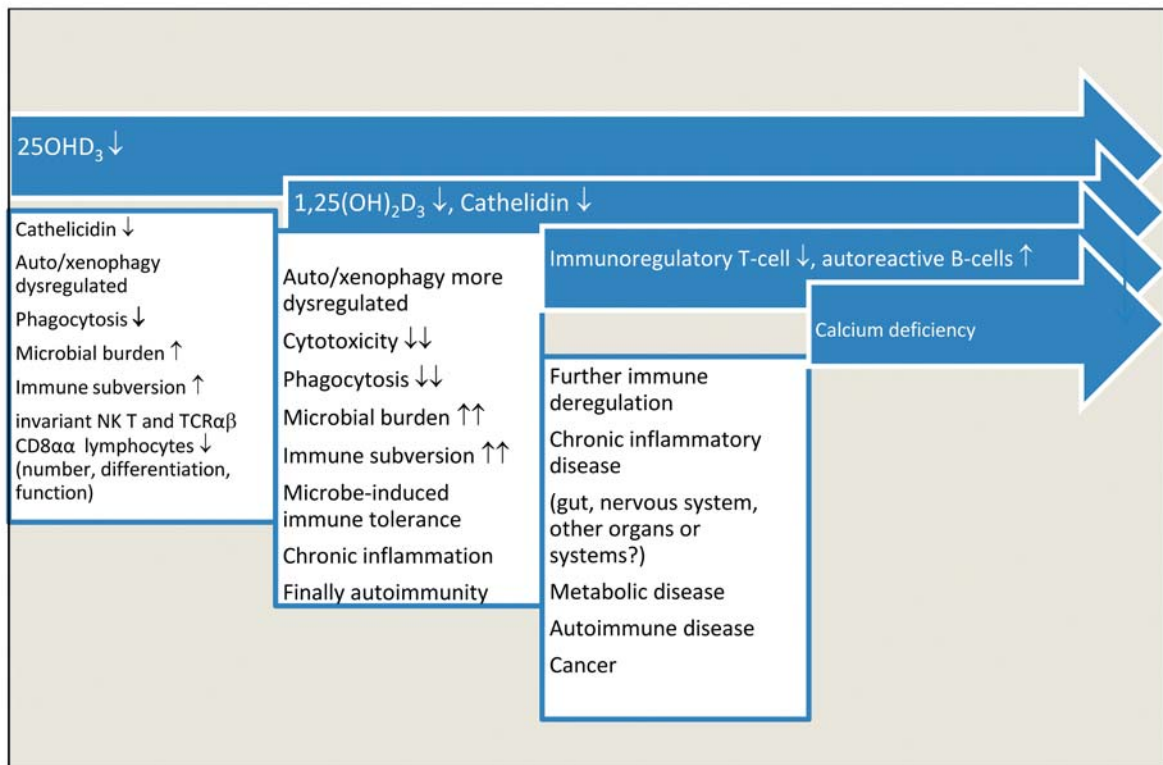 25OHD₃ ↓
1,25(OH)₂D₃ ↓, Cathelidin ↓
Immunoregulatory T-cell ↓, autoreactive B-cells ↑
Calcium deficiency
Cathelicidin ↓
Auto/xenophagy
dysregulated
Phagocytosis ↓
Microbial burden ↑
Immune subversion ↑
invariant NK T and TCRαβ
CD8αα lymphocytes ↓
(number, differentiation,
function)
Auto/xenophagy more
dysregulated
Cytotoxicity ↓↓
Phagocytosis ↓↓
Microbial burden ↑↑
Immune subversion ↑↑
Microbe-induced
immune tolerance
Chronic inflammation
Finally autoimmunity
Further immune
deregulation
Chronic inflammatory
disease
(gut, nervous system,
other organs or
systems?)
Metabolic disease
Autoimmune disease
Cancer